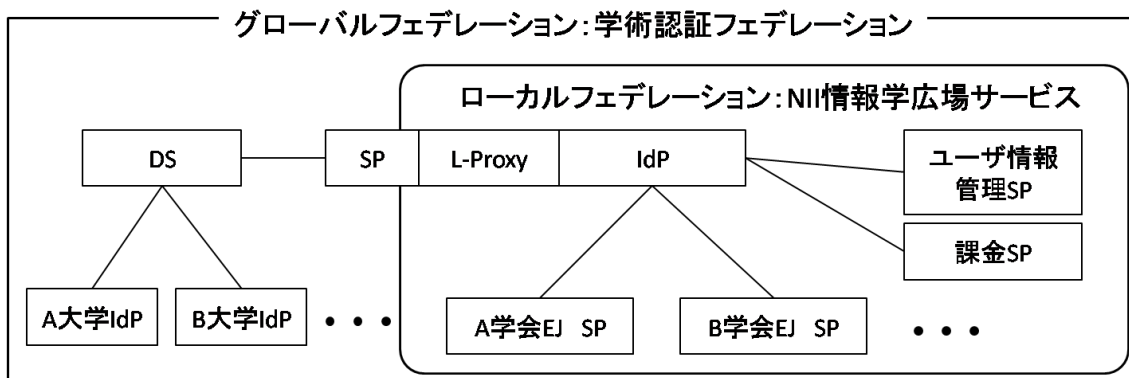 グローバルフェデレーション:学術認証フェデレーション
ローカルフェデレーション:NII情報学広場サービス
DS
SP
L-Proxy
IdP
ユーザ情報
管理SP
課金SP
A大学IdP
B大学IdP
・・・
A学会EJ SP
B学会EJ SP
・・・